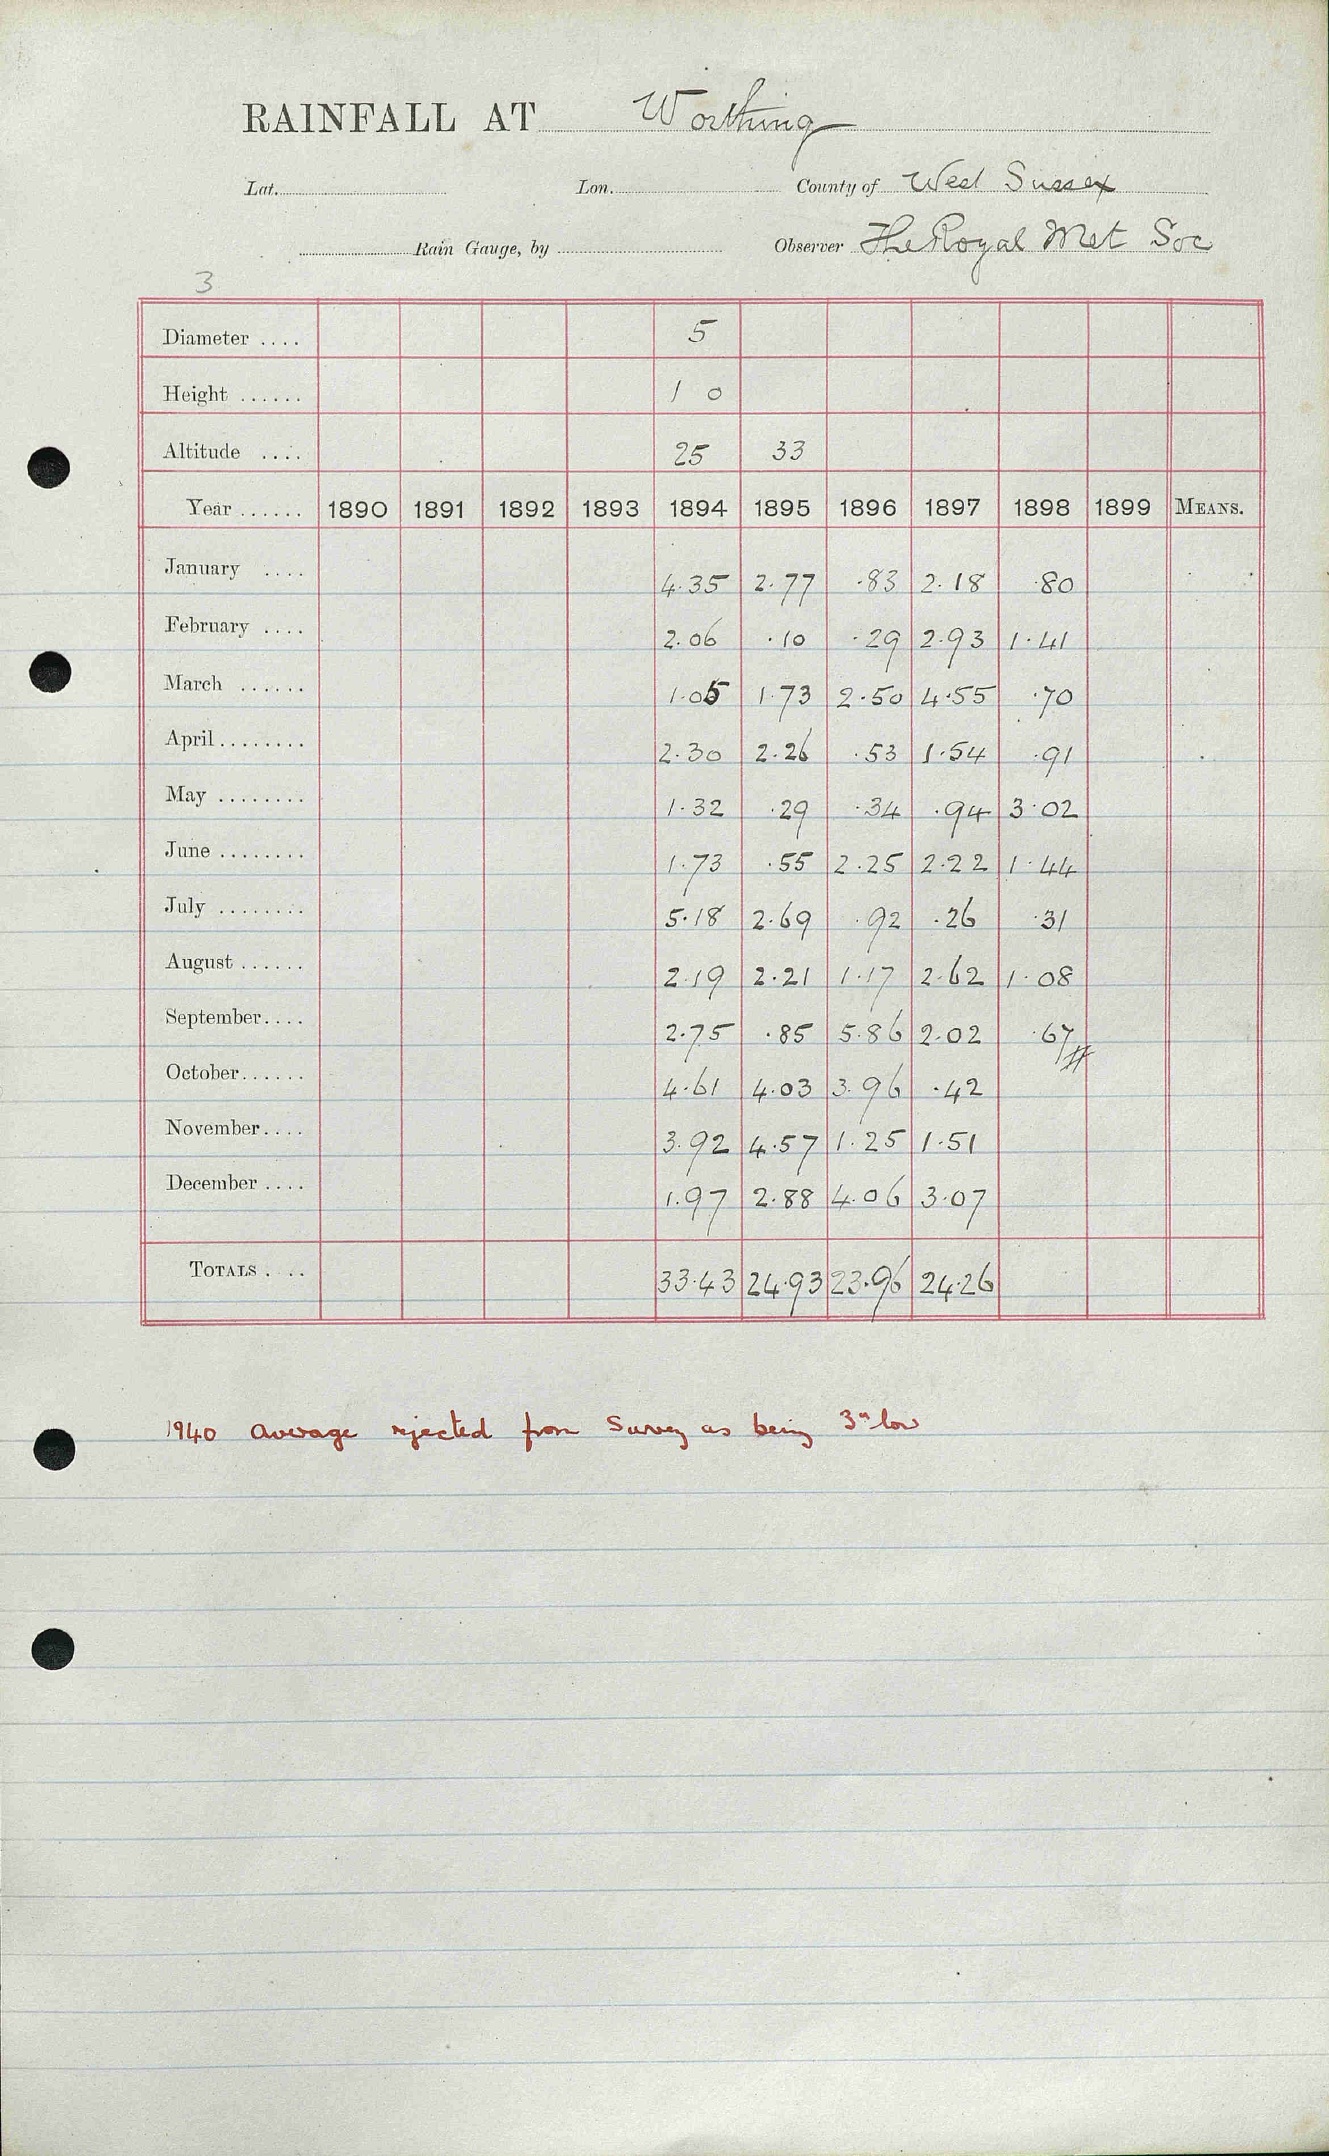 RAINFALL AT Worthing
Lat. Lon. County of West Sussex
Rain Gauge, by Observer The Royal Met Soc
3
Diameter .... 5
Height ...... 1 0
Altitude .... 25 33
Year ...... 1890 1891 1892 1893 1894 1895 1896 1897 1898 1899 MEANS.
January .... 4.35 2.77 .83 2.18 .80
February .... 2.06 .10 .29 2.93 1.41
March ...... 1.05 1.73 2.50 4.55 .70
April........ 2.30 2.26 .53 1.54 .91
May ........ 1.32 .29 .34 .94 3.02
June ........ 1.73 .55 2.25 2.22 1.44
July ........ 5.18 2.69 .92 .26 .31
August ...... 2.19 2.21 1.17 2.62 1.08
September.... 2.75 .85 5.86 2.02 .67
October...... 4.61 4.03 3.96 .42
November.... 3.92 4.57 1.25 1.51
December .... 1.97 2.88 4.06 3.07
TOTALS .... 33.43 24.93 23.96 24.26
1940 average rejected from Survey as being 3" low